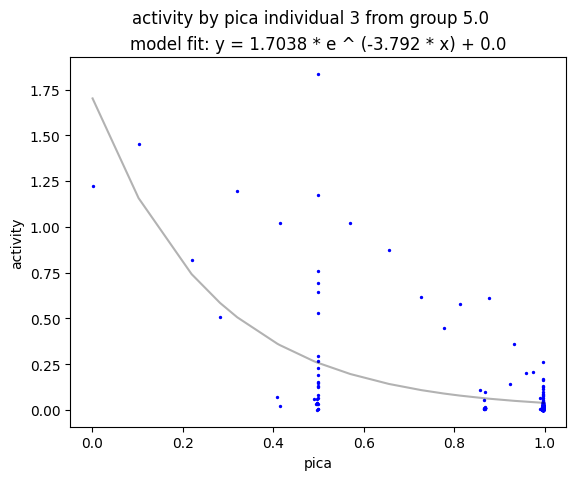 activity by pica individual 3 from group 5.0
model fit: y = 1.7038 * e ^ (-3.792 * x) + 0.0
1.75
1.50
1.25
1.00
0.75
0.50
0.25
0.00
activity
0.0 0.2 0.4 0.6 0.8 1.0
pica